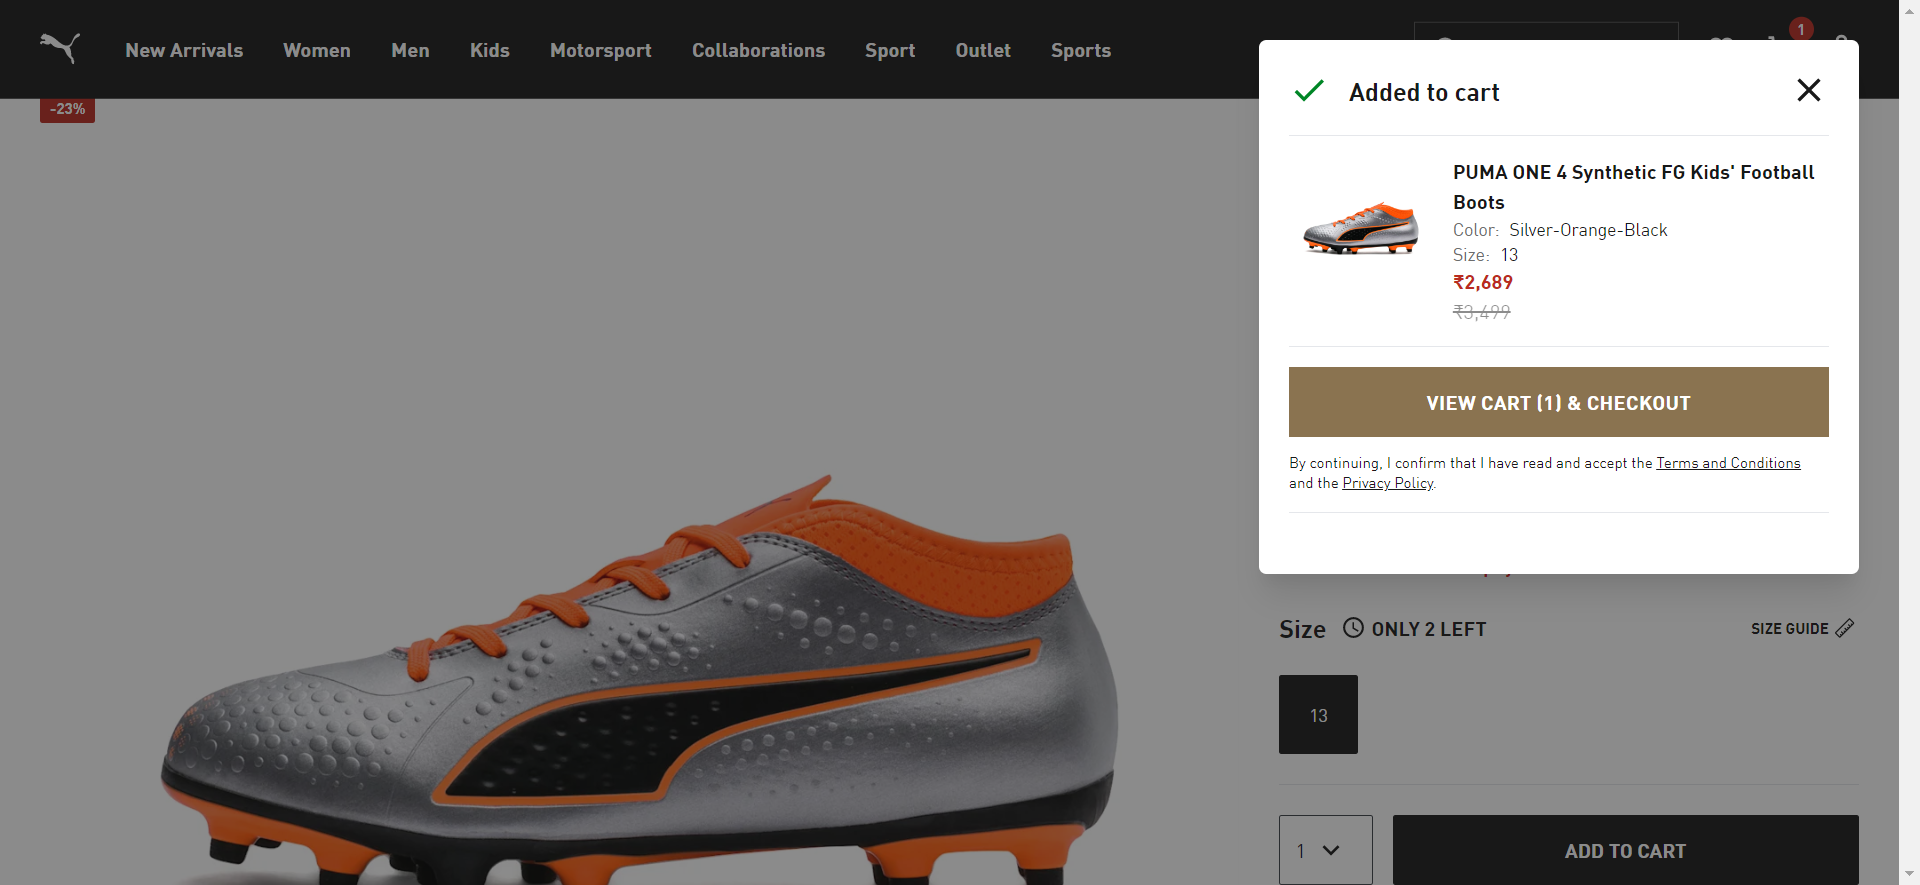 New Arrivals Women Men Kids Motorsport Collaborations Sport Outlet Sports
1
-23%
Added to cart
PUMA ONE 4 Synthetic FG Kids' Football
Boots
Color: Silver-Orange-Black
Size: 13
₹2,689
₹3,499
VIEW CART (1) & CHECKOUT
By continuing, I confirm that I have read and accept the Terms and Conditions
and the Privacy Policy.
Size ONLY 2 LEFT SIZE GUIDE
13
1 ADD TO CART